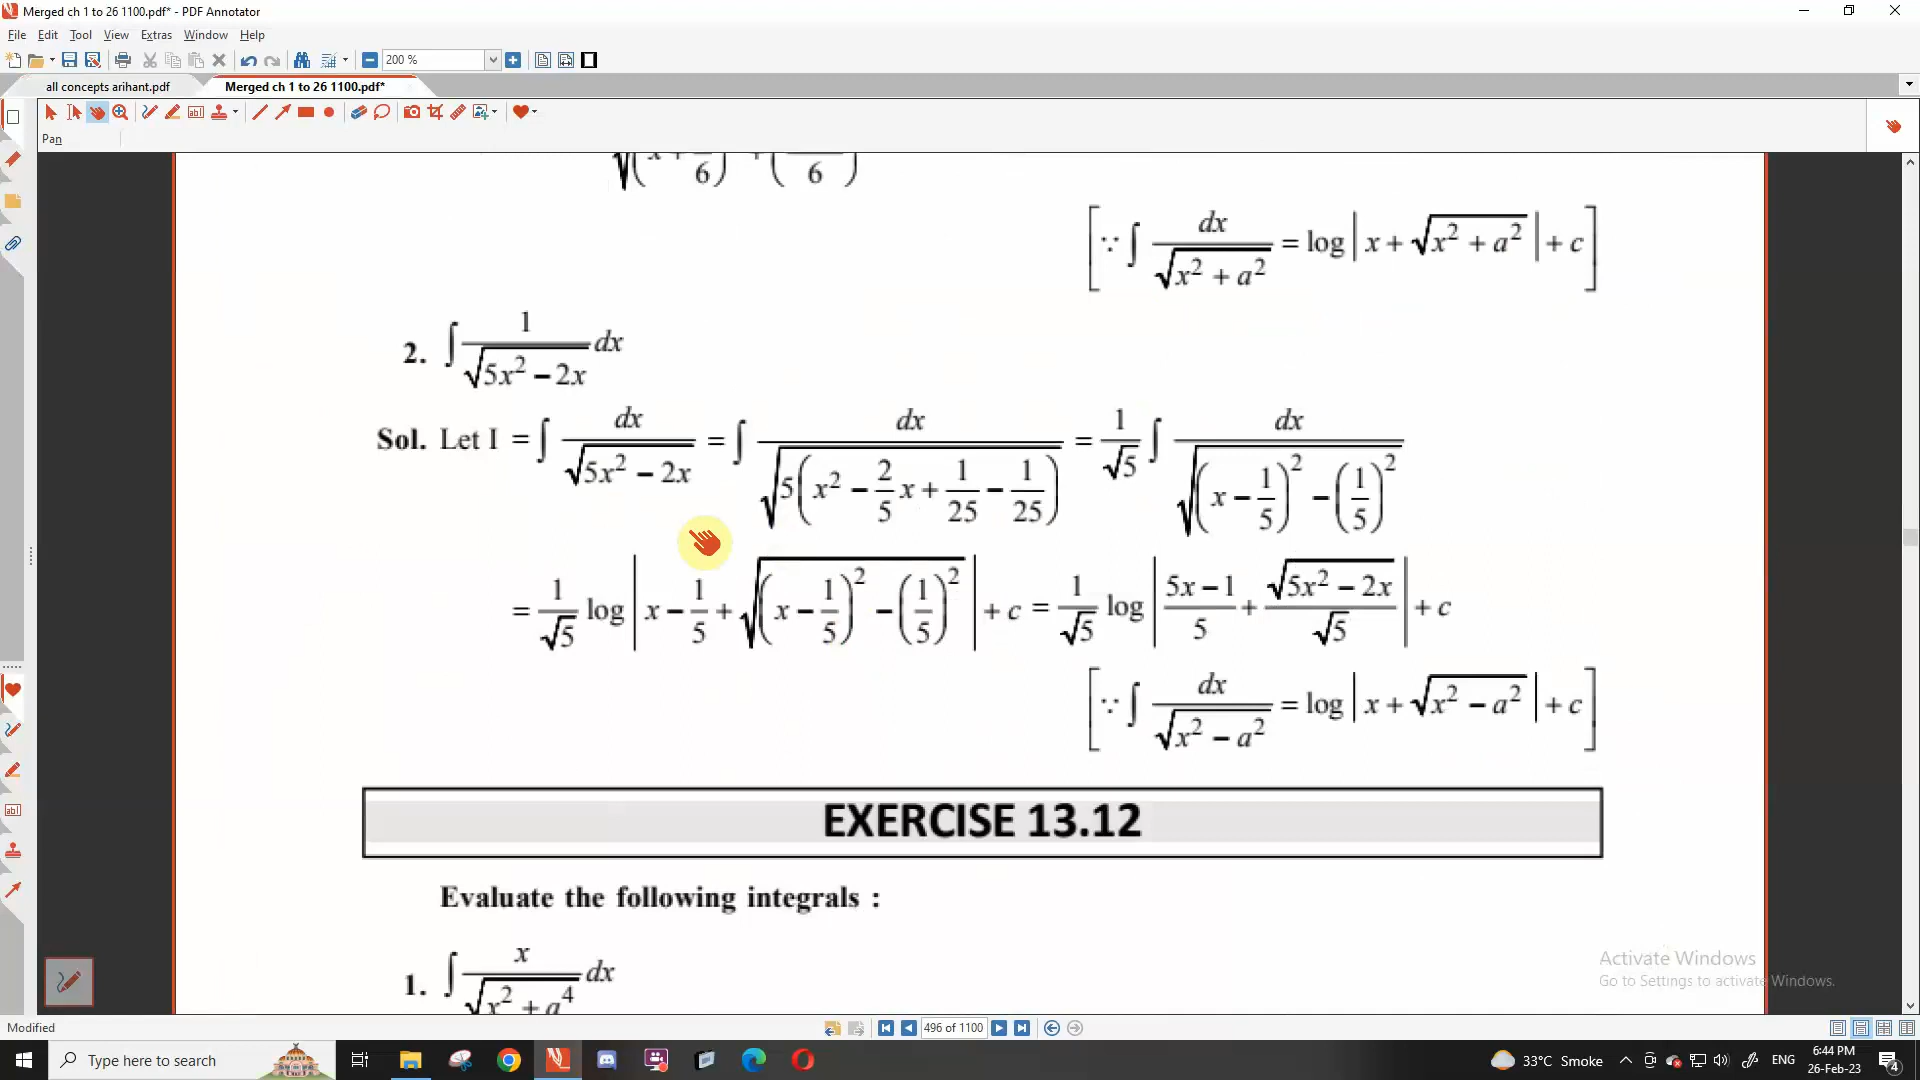 Merged ch 1 to 26 1100.pdf* - PDF Annotator
File Edit Tool View Extras Window Help
200 %
all concepts arihant.pdf Merged ch 1 to 26 1100.pdf*
Pan
6 6
[∵ ∫ dx/√(x² + a²) = log | x + √(x² + a²) | + c]
2. ∫ 1/√(5x² − 2x) dx
Sol. Let I = ∫ dx/√(5x² − 2x) = ∫ dx/√(5(x² − 2/5 x + 1/25 − 1/25)) = 1/√5 ∫ dx/√((x − 1/5)² − (1/5)²)
= 1/√5 log | x − 1/5 + √((x − 1/5)² − (1/5)²) | + c = 1/√5 log | (5x − 1)/5 + √(5x² − 2x)/√5 | + c
[∵ ∫ dx/√(x² − a²) = log | x + √(x² − a²) | + c]
EXERCISE 13.12
Evaluate the following integrals :
1. ∫ x/√(x² + a⁴) dx
Activate Windows
Go to Settings to activate Windows.
Modified
496 of 1100
Type here to search
33°C Smoke
ENG
6:44 PM
26-Feb-23
4